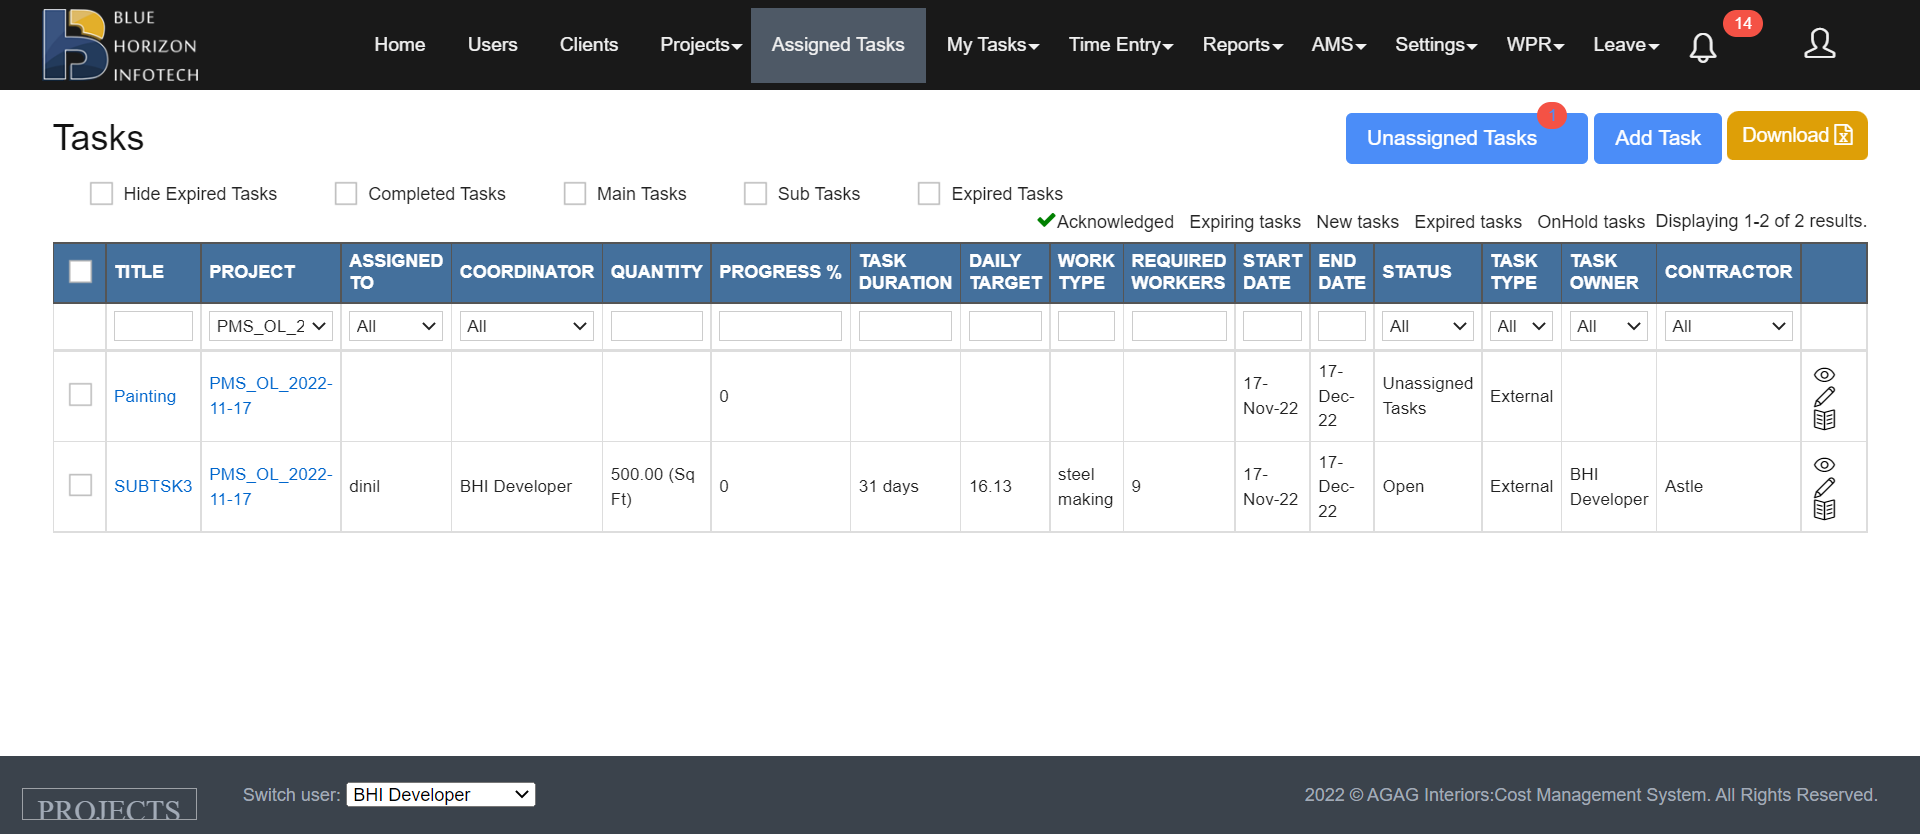 BLUE
HORIZON
INFOTECH
Home Users Clients Projects Assigned Tasks My Tasks Time Entry Reports AMS Settings WPR Leave 14
Tasks
Unassigned Tasks Add Task Download
Hide Expired Tasks Completed Tasks Main Tasks Sub Tasks Expired Tasks
Acknowledged Expiring tasks New tasks Expired tasks OnHold tasks Displaying 1-2 of 2 results.
TITLE PROJECT ASSIGNED TO COORDINATOR QUANTITY PROGRESS % TASK DURATION DAILY TARGET WORK TYPE REQUIRED WORKERS START DATE END DATE STATUS TASK TYPE TASK OWNER CONTRACTOR
PMS_OL_2 All All All All All All
Painting PMS_OL_2022-11-17 0 17-Nov-22 17-Dec-22 Unassigned Tasks External
SUBTSK3 PMS_OL_2022-11-17 dinil BHI Developer 500.00 (Sq Ft) 0 31 days 16.13 steel making 9 17-Nov-22 17-Dec-22 Open External BHI Developer Astle
PROJECTS Switch user: BHI Developer 2022 © AGAG Interiors:Cost Management System. All Rights Reserved.